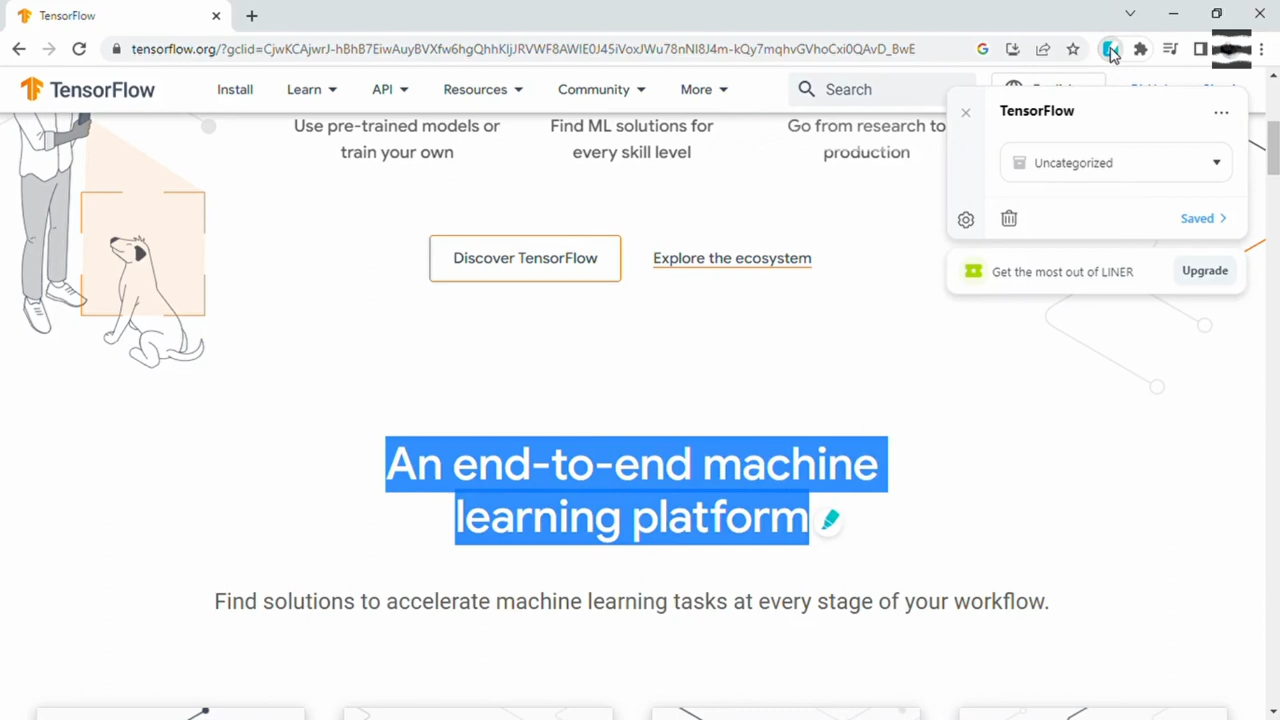 TensorFlow
tensorflow.org/?gclid=CjwKCAjwrJ-hBhB7EiwAuyBVXfw6hgQhhKIjJRVWF8AWIE0J45iVoxJWu78nNI8J4m-kQy7mqhvGVhoCxi0QAvD_BwE
TensorFlow Install Learn API Resources Community More Search
Use pre-trained models or
train your own
Find ML solutions for
every skill level
Go from research to
production
TensorFlow
Uncategorized
Saved
Get the most out of LINER Upgrade
Discover TensorFlow Explore the ecosystem
An end-to-end machine
learning platform
Find solutions to accelerate machine learning tasks at every stage of your workflow.